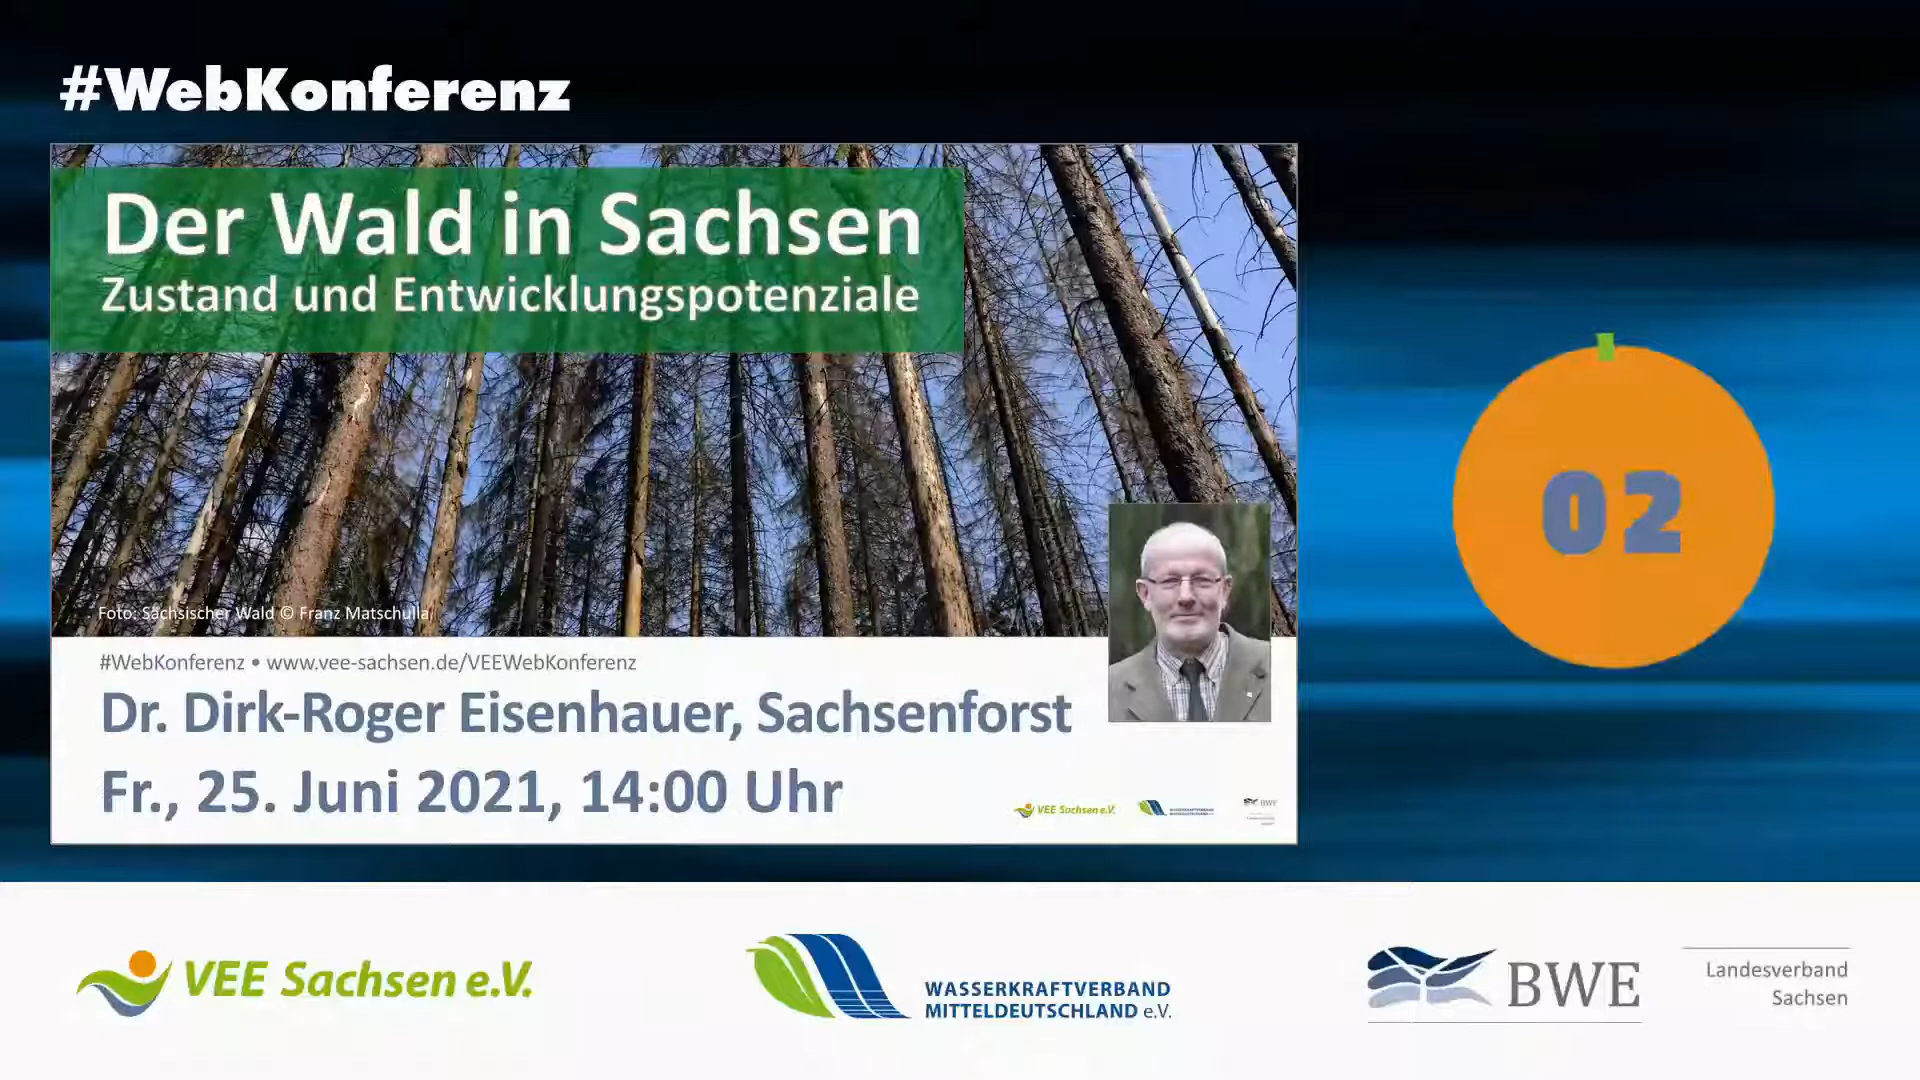 #WebKonferenz
Der Wald in Sachsen
Zustand und Entwicklungspotenziale
Foto: Sächsischer Wald © Franz Matschulla
#WebKonferenz • www.vee-sachsen.de/VEEWebKonferenz
Dr. Dirk-Roger Eisenhauer, Sachsenforst
Fr., 25. Juni 2021, 14:00 Uhr
VEE Sachsen e.V.
BWE
02
VEE Sachsen e.V.
WASSERKRAFTVERBAND
MITTELDEUTSCHLAND e.V.
BWE
Landesverband
Sachsen